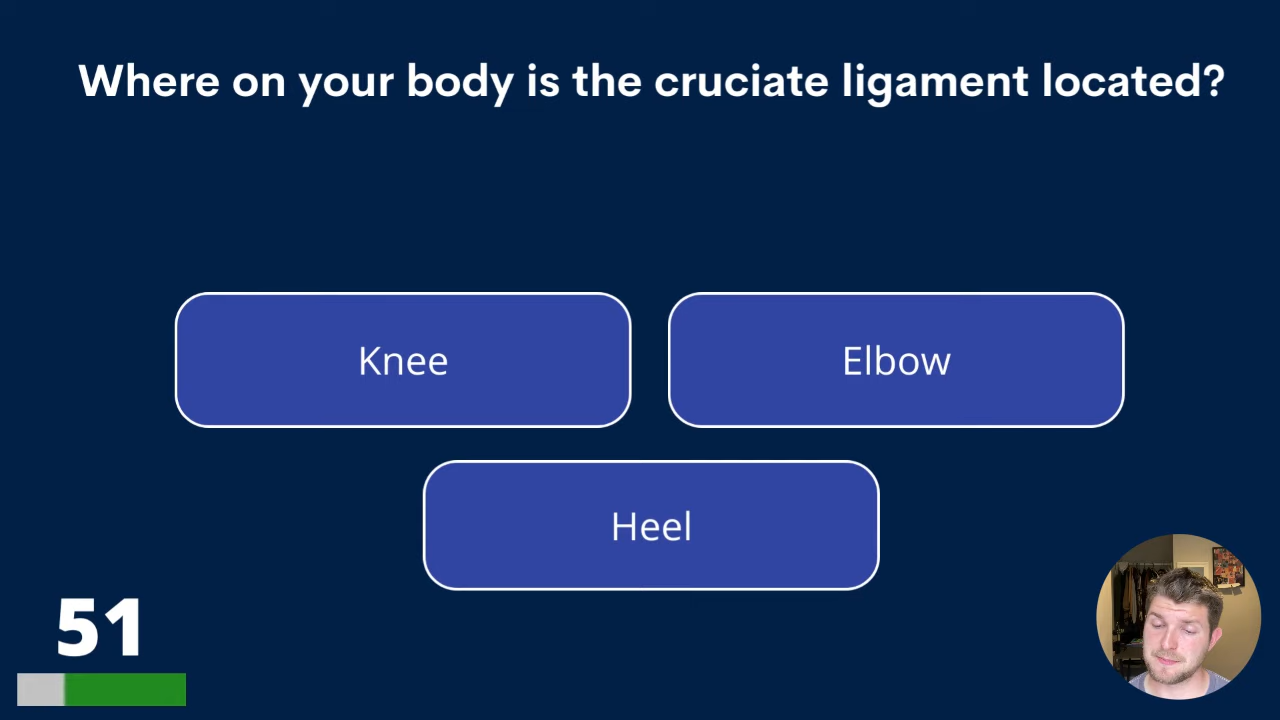 Where on your body is the cruciate ligament located?
Knee
Elbow
Heel
51